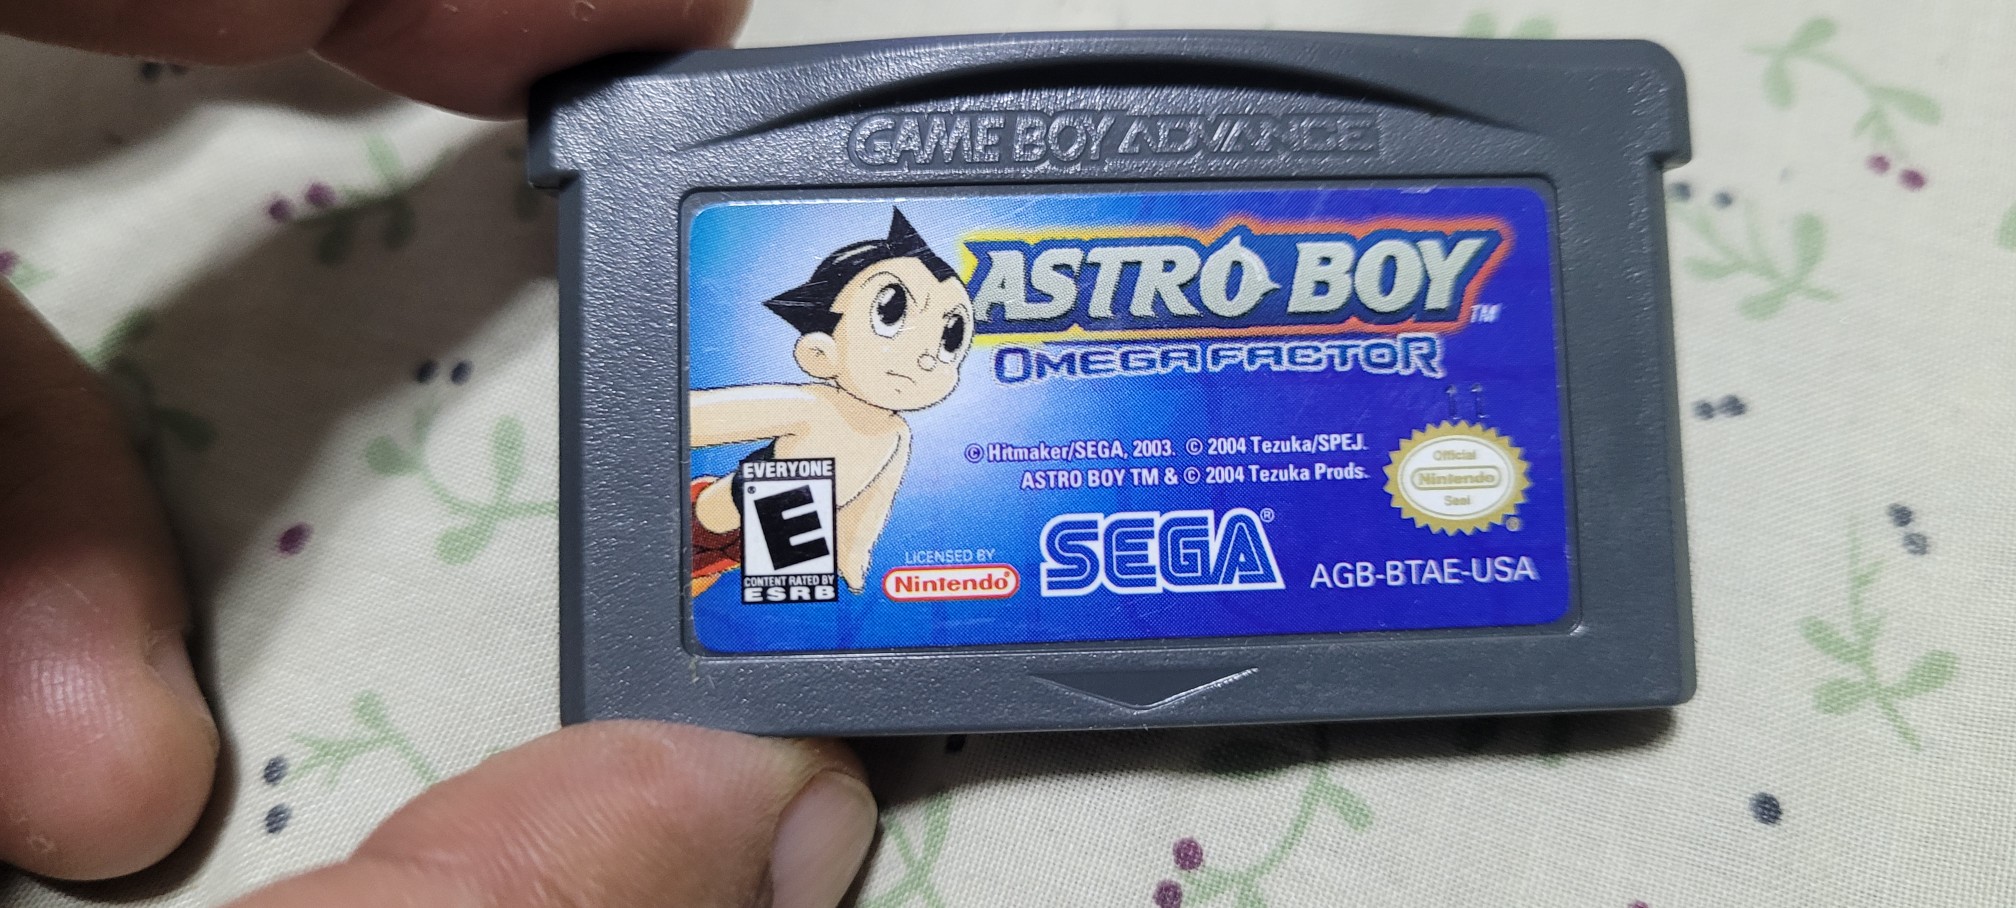 GAME BOY ADVANCE
ASTRO BOY
TM
OMEGA FACTOR
11
© Hitmaker/SEGA, 2003. © 2004 Tezuka/SPEJ.
ASTRO BOY TM & © 2004 Tezuka Prods.
Official
Nintendo
Seal
®
EVERYONE
®
E
CONTENT RATED BY
ESRB
LICENSED BY
Nintendo®
SEGA®
AGB-BTAE-USA